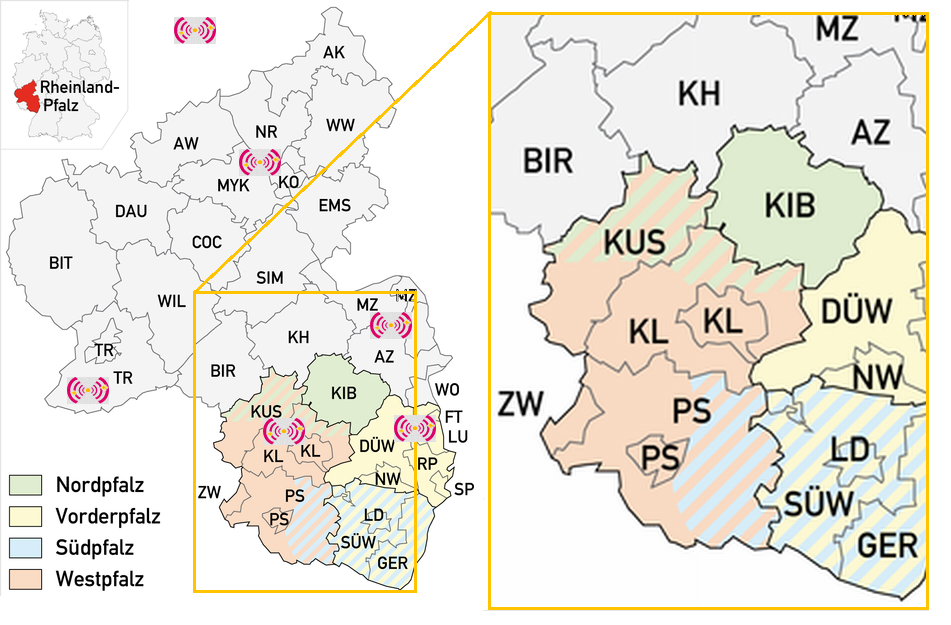 Rheinland-
Pfalz
AK
NR
WW
AW
MYK
KO
EMS
DAU
COC
BIT
SIM
WIL
MZ
MZ
KH
TR
TR
AZ
BIR
WO
KIB
KUS
FT
LU
DÜW
KL
KL
RP
NW
SP
ZW
PS
PS
LD
SÜW
GER
Nordpfalz
Vorderpfalz
Südpfalz
Westpfalz
MZ
MZ
KH
AZ
BIR
KIB
KUS
DÜW
KL
KL
NW
ZW
PS
PS
LD
SÜW
GER